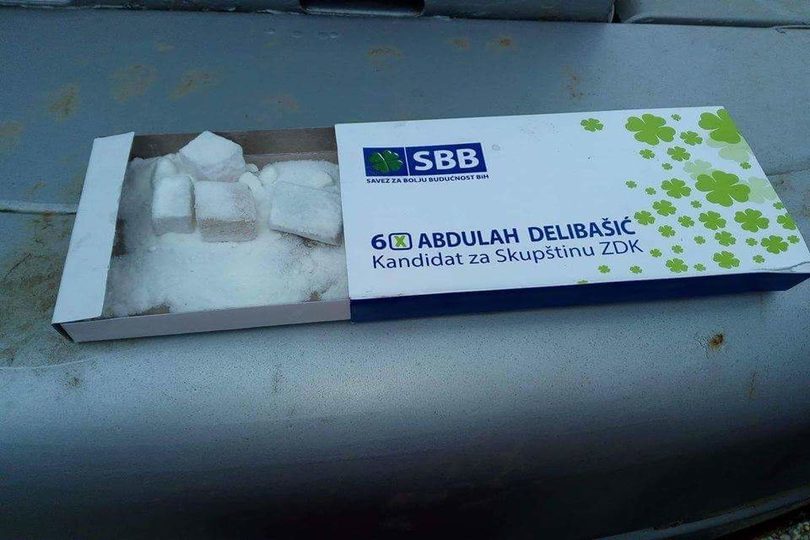 SBB
SAVEZ ZA BOLJU BUDUĆNOST BiH
6 X ABDULAH DELIBAŠIĆ
Kandidat za Skupštinu ZDK